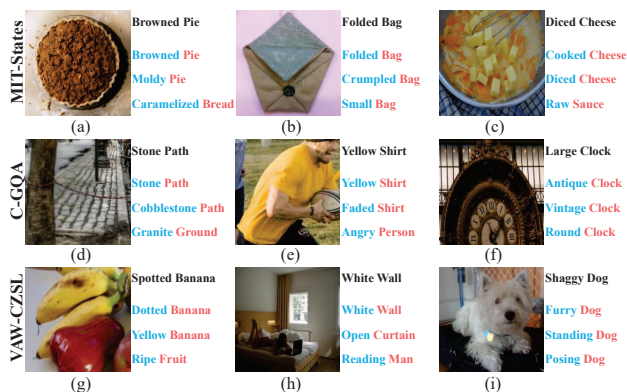 MIT-States
Browned Pie
Browned Pie
Moldy Pie
Caramelized Bread
(a)
Folded Bag
Folded Bag
Crumpled Bag
Small Bag
(b)
Diced Cheese
Cooked Cheese
Diced Cheese
Raw Sauce
(c)
C-GQA
Stone Path
Stone Path
Cobblestone Path
Granite Ground
(d)
Yellow Shirt
Yellow Shirt
Faded Shirt
Angry Person
(e)
Large Clock
Antique Clock
Vintage Clock
Round Clock
(f)
VAW-CZSL
Spotted Banana
Dotted Banana
Yellow Banana
Ripe Fruit
(g)
White Wall
White Wall
Open Curtain
Reading Man
(h)
Shaggy Dog
Furry Dog
Standing Dog
Posing Dog
(i)